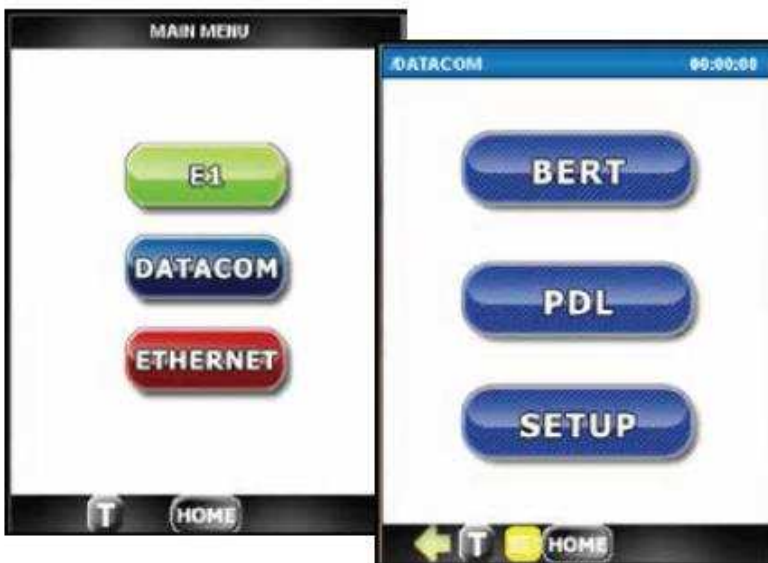 MAIN MENU
E1
DATACOM
ETHERNET
T
HOME
/DATACOM 00:00:00
BERT
PDL
SETUP
T
HOME